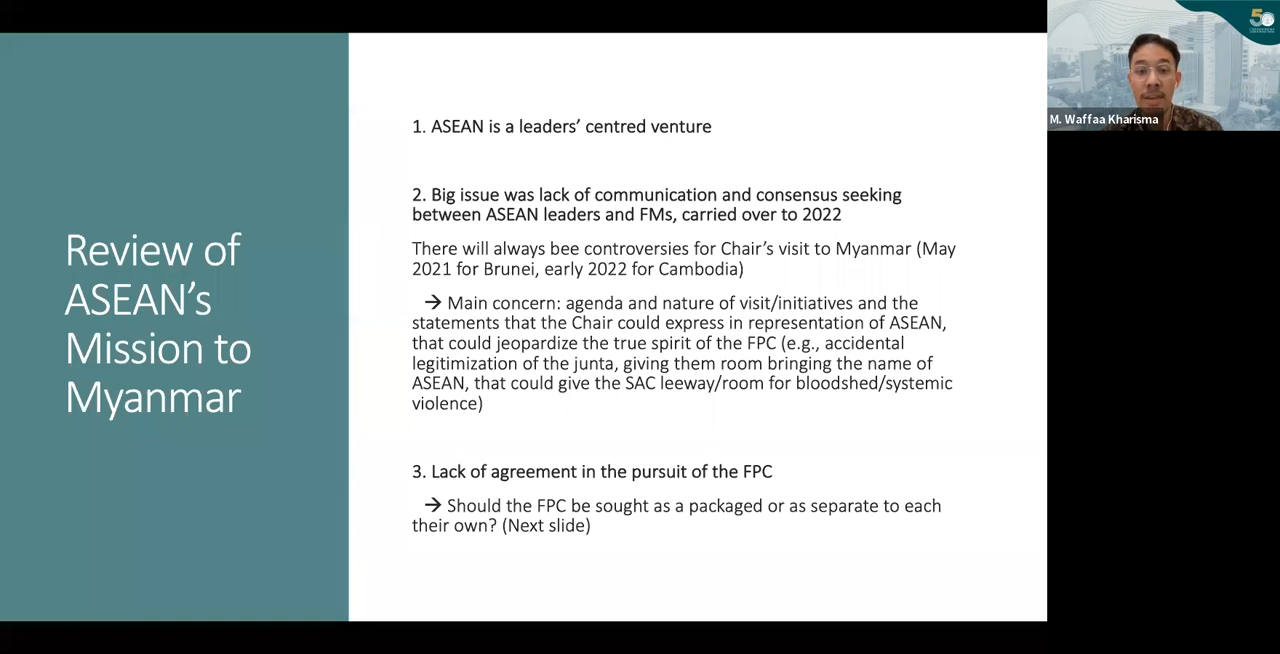 Review of
ASEAN’s
Mission to
Myanmar
1. ASEAN is a leaders’ centred venture
2. Big issue was lack of communication and consensus seeking
between ASEAN leaders and FMs, carried over to 2022
There will always bee controversies for Chair’s visit to Myanmar (May
2021 for Brunei, early 2022 for Cambodia)
→ Main concern: agenda and nature of visit/initiatives and the
statements that the Chair could express in representation of ASEAN,
that could jeopardize the true spirit of the FPC (e.g., accidental
legitimization of the junta, giving them room bringing the name of
ASEAN, that could give the SAC leeway/room for bloodshed/systemic
violence)
3. Lack of agreement in the pursuit of the FPC
→ Should the FPC be sought as a packaged or as separate to each
their own? (Next slide)
50
M. Waffaa Kharisma